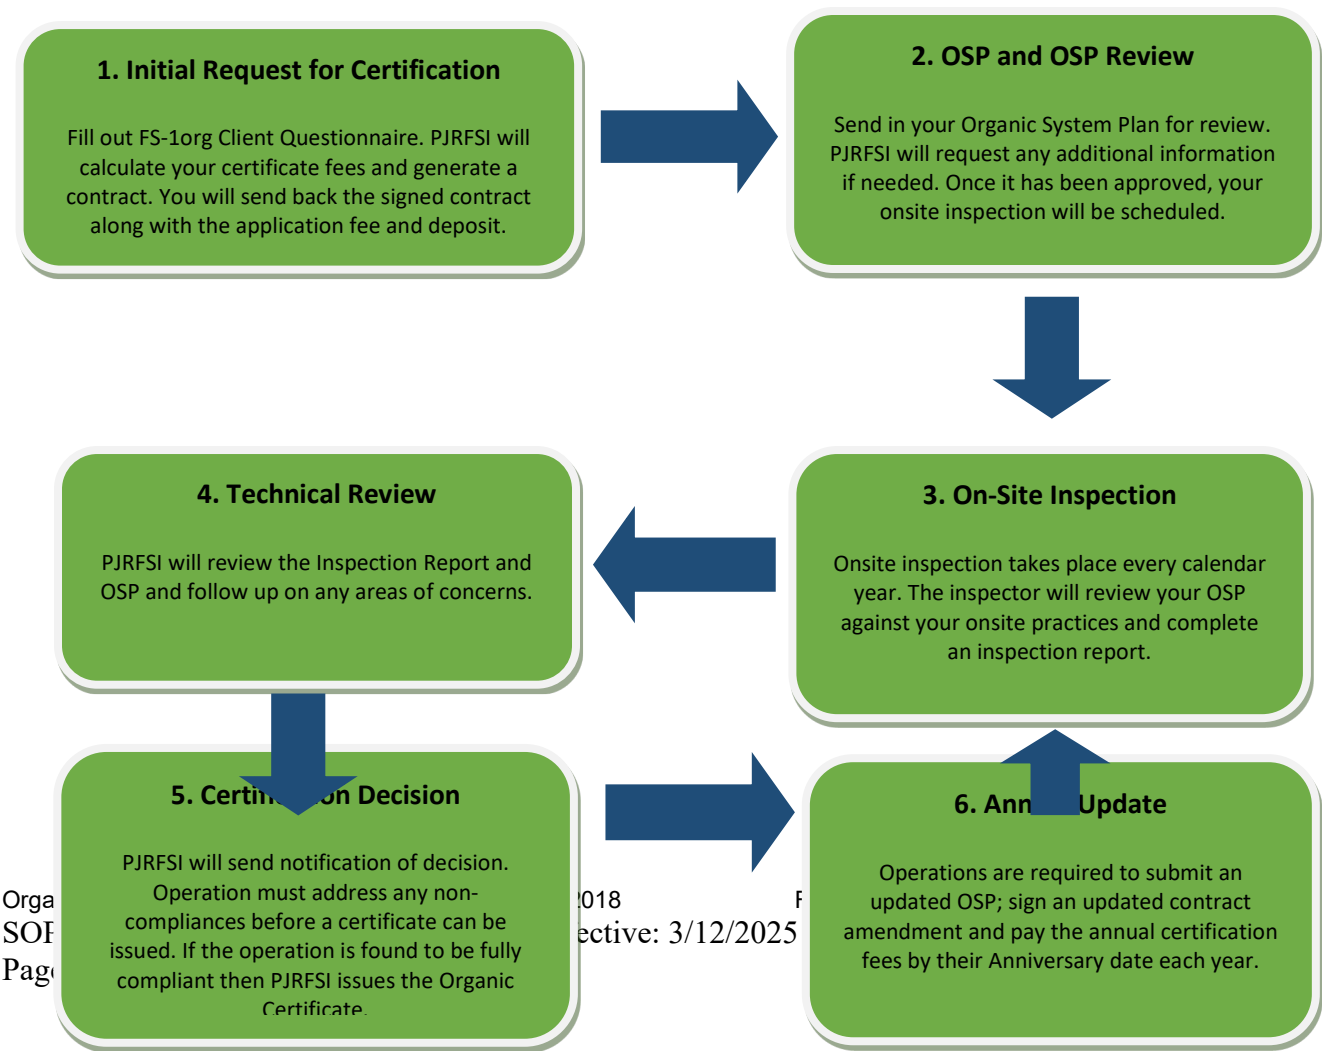 1. Initial Request for Certification
Fill out FS-1org Client Questionnaire. PJRFSI will
calculate your certificate fees and generate a
contract. You will send back the signed contract
along with the application fee and deposit.
2. OSP and OSP Review
Send in your Organic System Plan for review.
PJRFSI will request any additional information
if needed. Once it has been approved, your
onsite inspection will be scheduled.
3. On-Site Inspection
Onsite inspection takes place every calendar
year. The inspector will review your OSP
against your onsite practices and complete
an inspection report.
4. Technical Review
PJRFSI will review the Inspection Report and
OSP and follow up on any areas of concerns.
5. Certification Decision
PJRFSI will send notification of decision.
Operation must address any non-
compliances before a certificate can be
issued. If the operation is found to be fully
compliant then PJRFSI issues the Organic
Certificate.
6. Annual Update
Operations are required to submit an
updated OSP; sign an updated contract
amendment and pay the annual certification
fees by their Anniversary date each year.
2018
3/12/2025